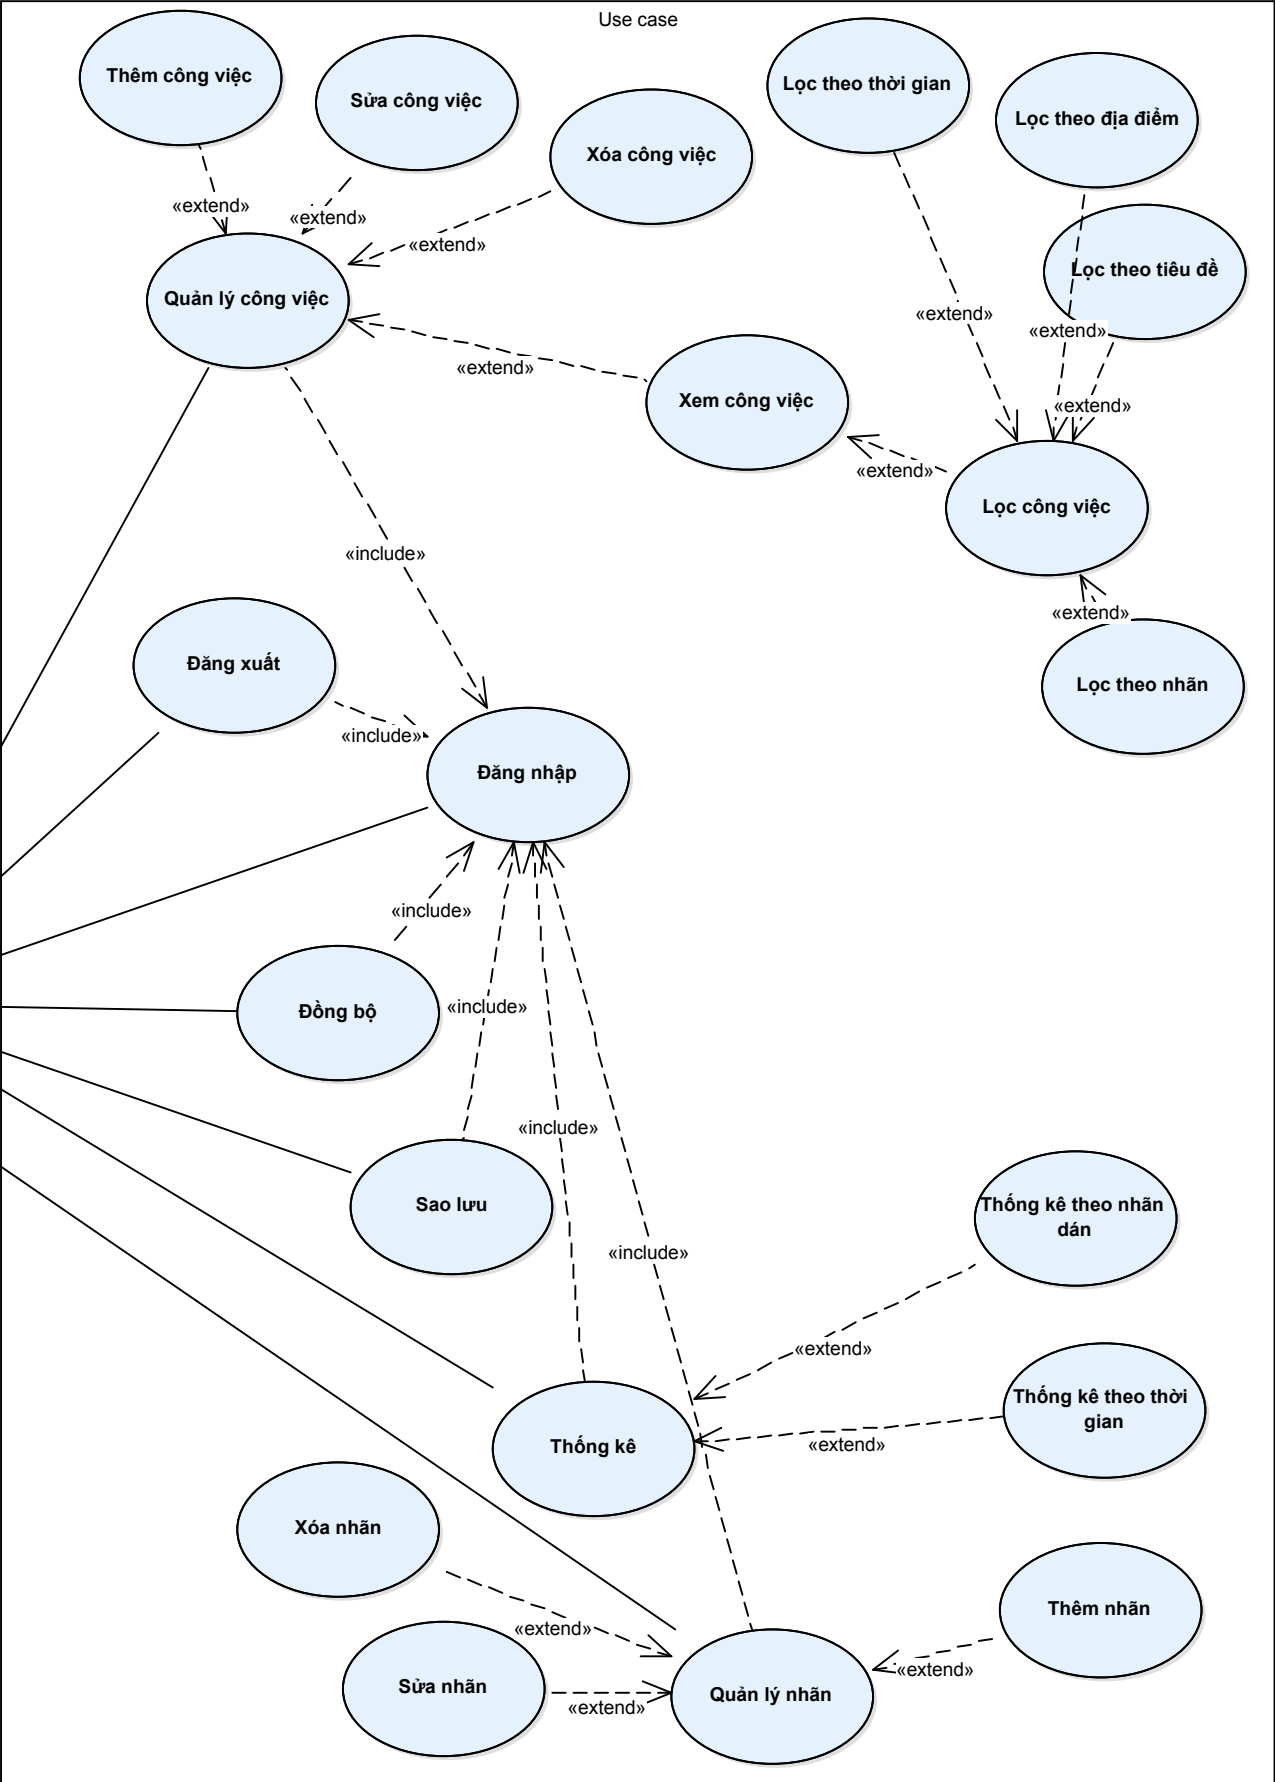 Use case
Thêm công việc
Sửa công việc
Lọc theo thời gian
Lọc theo địa điểm
Xóa công việc
«extend»
«extend»
«extend»
Lọc theo tiêu đề
Quản lý công việc
«extend»
«extend»
«extend»
Xem công việc
«extend»
«extend»
Lọc công việc
«include»
«extend»
Đăng xuất
Lọc theo nhãn
«include»
Đăng nhập
«include»
«include»
Đồng bộ
«include»
Sao lưu
Thống kê theo nhãn
dán
«include»
«extend»
Thống kê theo thời
gian
Thống kê
«extend»
Xóa nhãn
Thêm nhãn
«extend»
«extend»
Sửa nhãn
Quản lý nhãn
«extend»